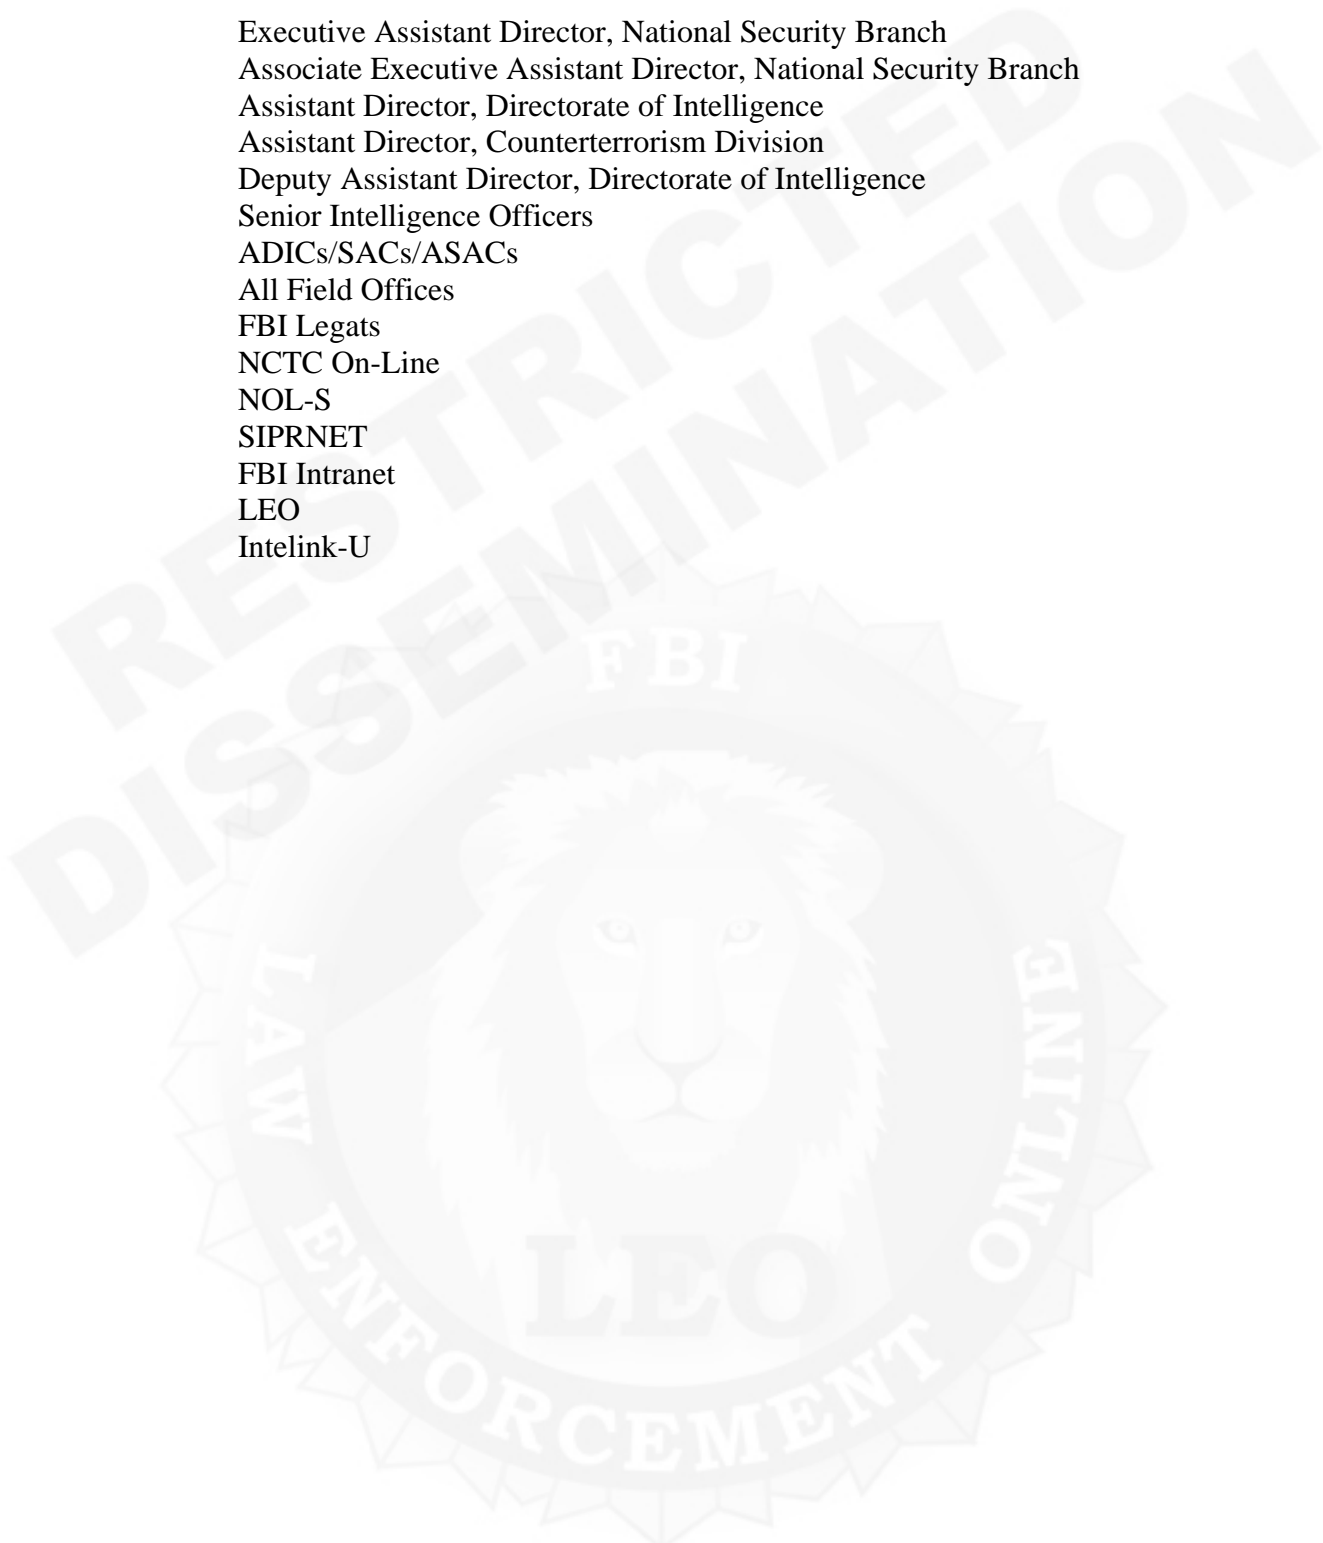 Executive Assistant Director, National Security Branch
Associate Executive Assistant Director, National Security Branch
Assistant Director, Directorate of Intelligence
Assistant Director, Counterterrorism Division
Deputy Assistant Director, Directorate of Intelligence
Senior Intelligence Officers
ADICs/SACs/ASACs
All Field Offices
FBI Legats
NCTC On-Line
NOL-S
SIPRNET
FBI Intranet
LEO
Intelink-U
RESTRICTED
DISSEMINATION
FBI
LAW ENFORCEMENT ONLINE
LEO